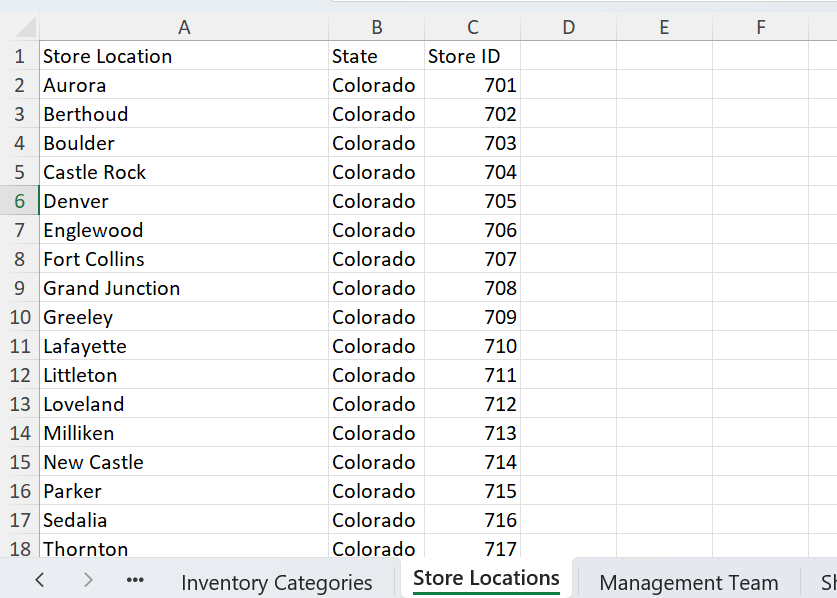 A B C D E F
1 Store Location State Store ID
2 Aurora Colorado 701
3 Berthoud Colorado 702
4 Boulder Colorado 703
5 Castle Rock Colorado 704
6 Denver Colorado 705
7 Englewood Colorado 706
8 Fort Collins Colorado 707
9 Grand Junction Colorado 708
10 Greeley Colorado 709
11 Lafayette Colorado 710
12 Littleton Colorado 711
13 Loveland Colorado 712
14 Milliken Colorado 713
15 New Castle Colorado 714
16 Parker Colorado 715
17 Sedalia Colorado 716
18 Thornton Colorado 717
Inventory Categories Store Locations Management Team